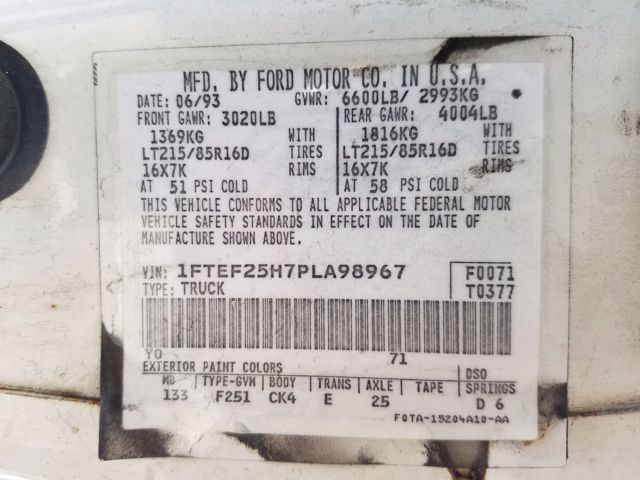 MFD. BY FORD MOTOR CO. IN U.S.A.
DATE: 06/93 GVWR: 6600LB/ 2993KG
FRONT GAWR: 3020LB REAR GAWR: 4004LB
1369KG WITH 1816KG WITH
LT215/85R16D TIRES LT215/85R16D TIRES
16X7K RIMS 16X7K RIMS
AT 51 PSI COLD AT 58 PSI COLD
THIS VEHICLE CONFORMS TO ALL APPLICABLE FEDERAL MOTOR
VEHICLE SAFETY STANDARDS IN EFFECT ON THE DATE OF
MANUFACTURE SHOWN ABOVE.
VIN: 1FTEF25H7PLA98967 F0071
TYPE: TRUCK T0377
YO 71
EXTERIOR PAINT COLORS DSO
WB TYPE-GVM BODY TRANS AXLE TAPE SPRINGS
133 F251 CK4 E 25 D 6
F0TA-15204A10-AA